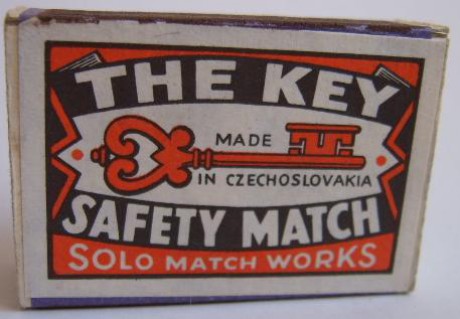 THE KEY
MADE
IN CZECHOSLOVAKIA
SAFETY MATCH
SOLO MATCH WORKS